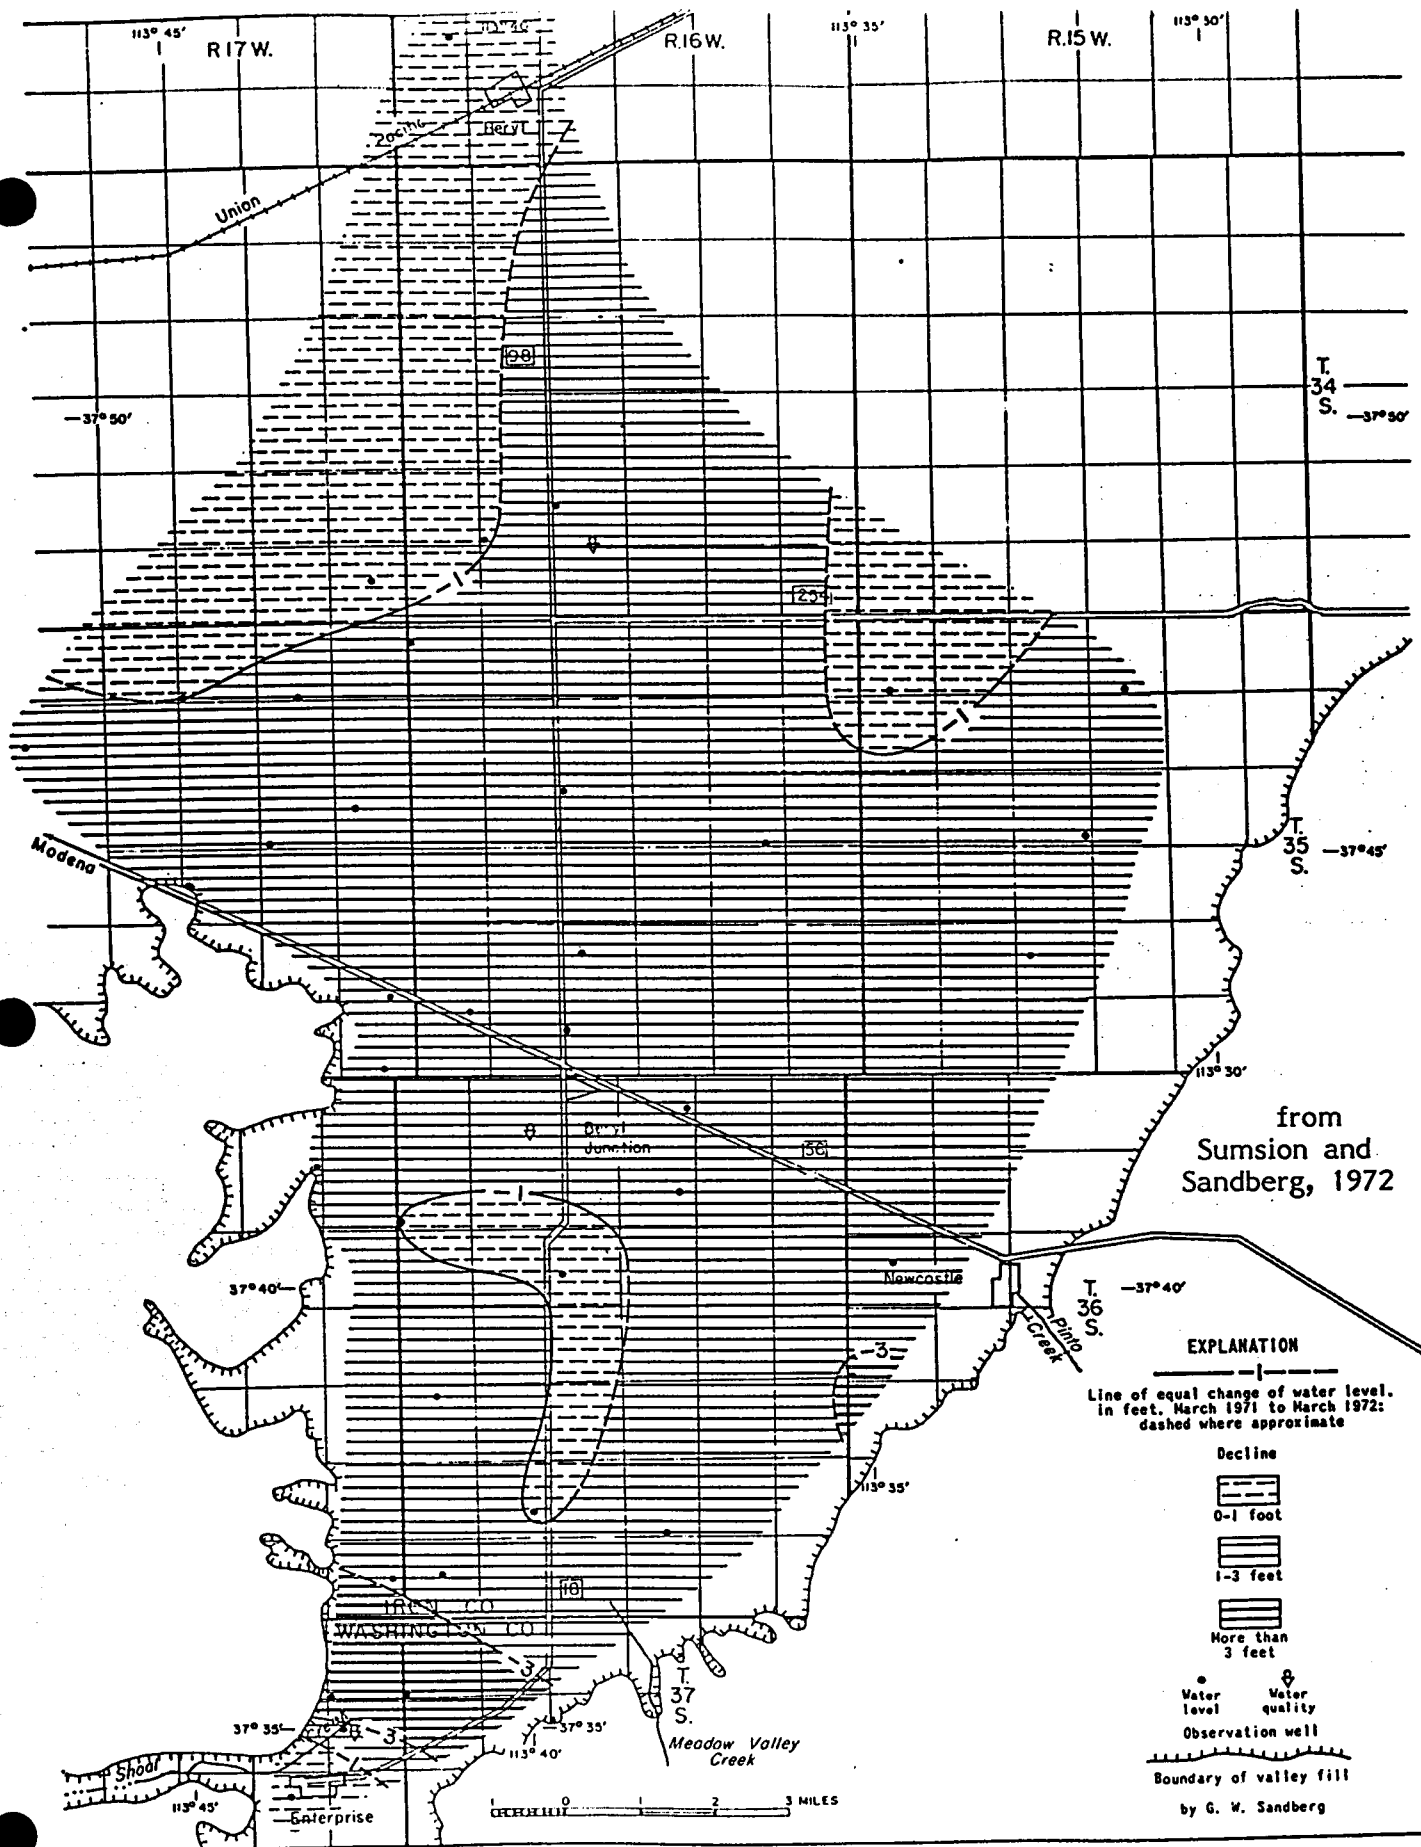 113° 45'
R.17 W.
113° 40'
R.16 W.
113° 35'
R.15 W.
113° 30'
Pacific
Beryl
Union
98
T.
34
S.
—37° 50'
—37° 50'
254
Modena
T.
35
S.
—37° 45'
113° 30'
from
Sumsion and
Sandberg, 1972
Beryl
Junction
56
1
1
1
37° 40'—
Newcastle
T.
36
S.
—37° 40'
Pinto
Creek
3
EXPLANATION
1
Line of equal change of water level.
in feet. March 1971 to March 1972:
dashed where approximate
Decline
0-1 foot
1-3 feet
More than
3 feet
Water
level
Water
quality
Observation well
Boundary of valley fill
by G. W. Sandberg
113° 35'
18
IRON CO
WASHINGTON CO
3
T.
37
S.
37° 35'—
3
—37° 35'
113° 40'
Meadow Valley
Creek
Shoal
113° 45'
Enterprise
1 0 2 3 MILES